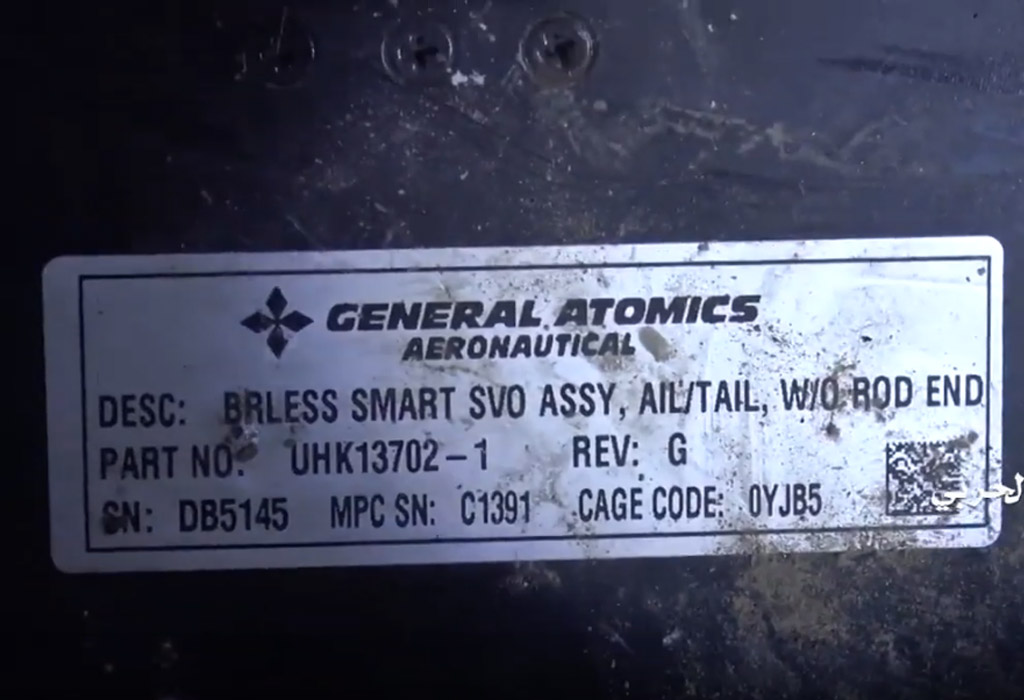 GENERAL ATOMICS
AERONAUTICAL
DESC: BRLESS SMART SVO ASSY, AIL/TAIL, W/O ROD END
PART NO: UHK13702-1 REV: G
SN: DB5145 MPC SN: C1391 CAGE CODE: 0YJB5
الحربي